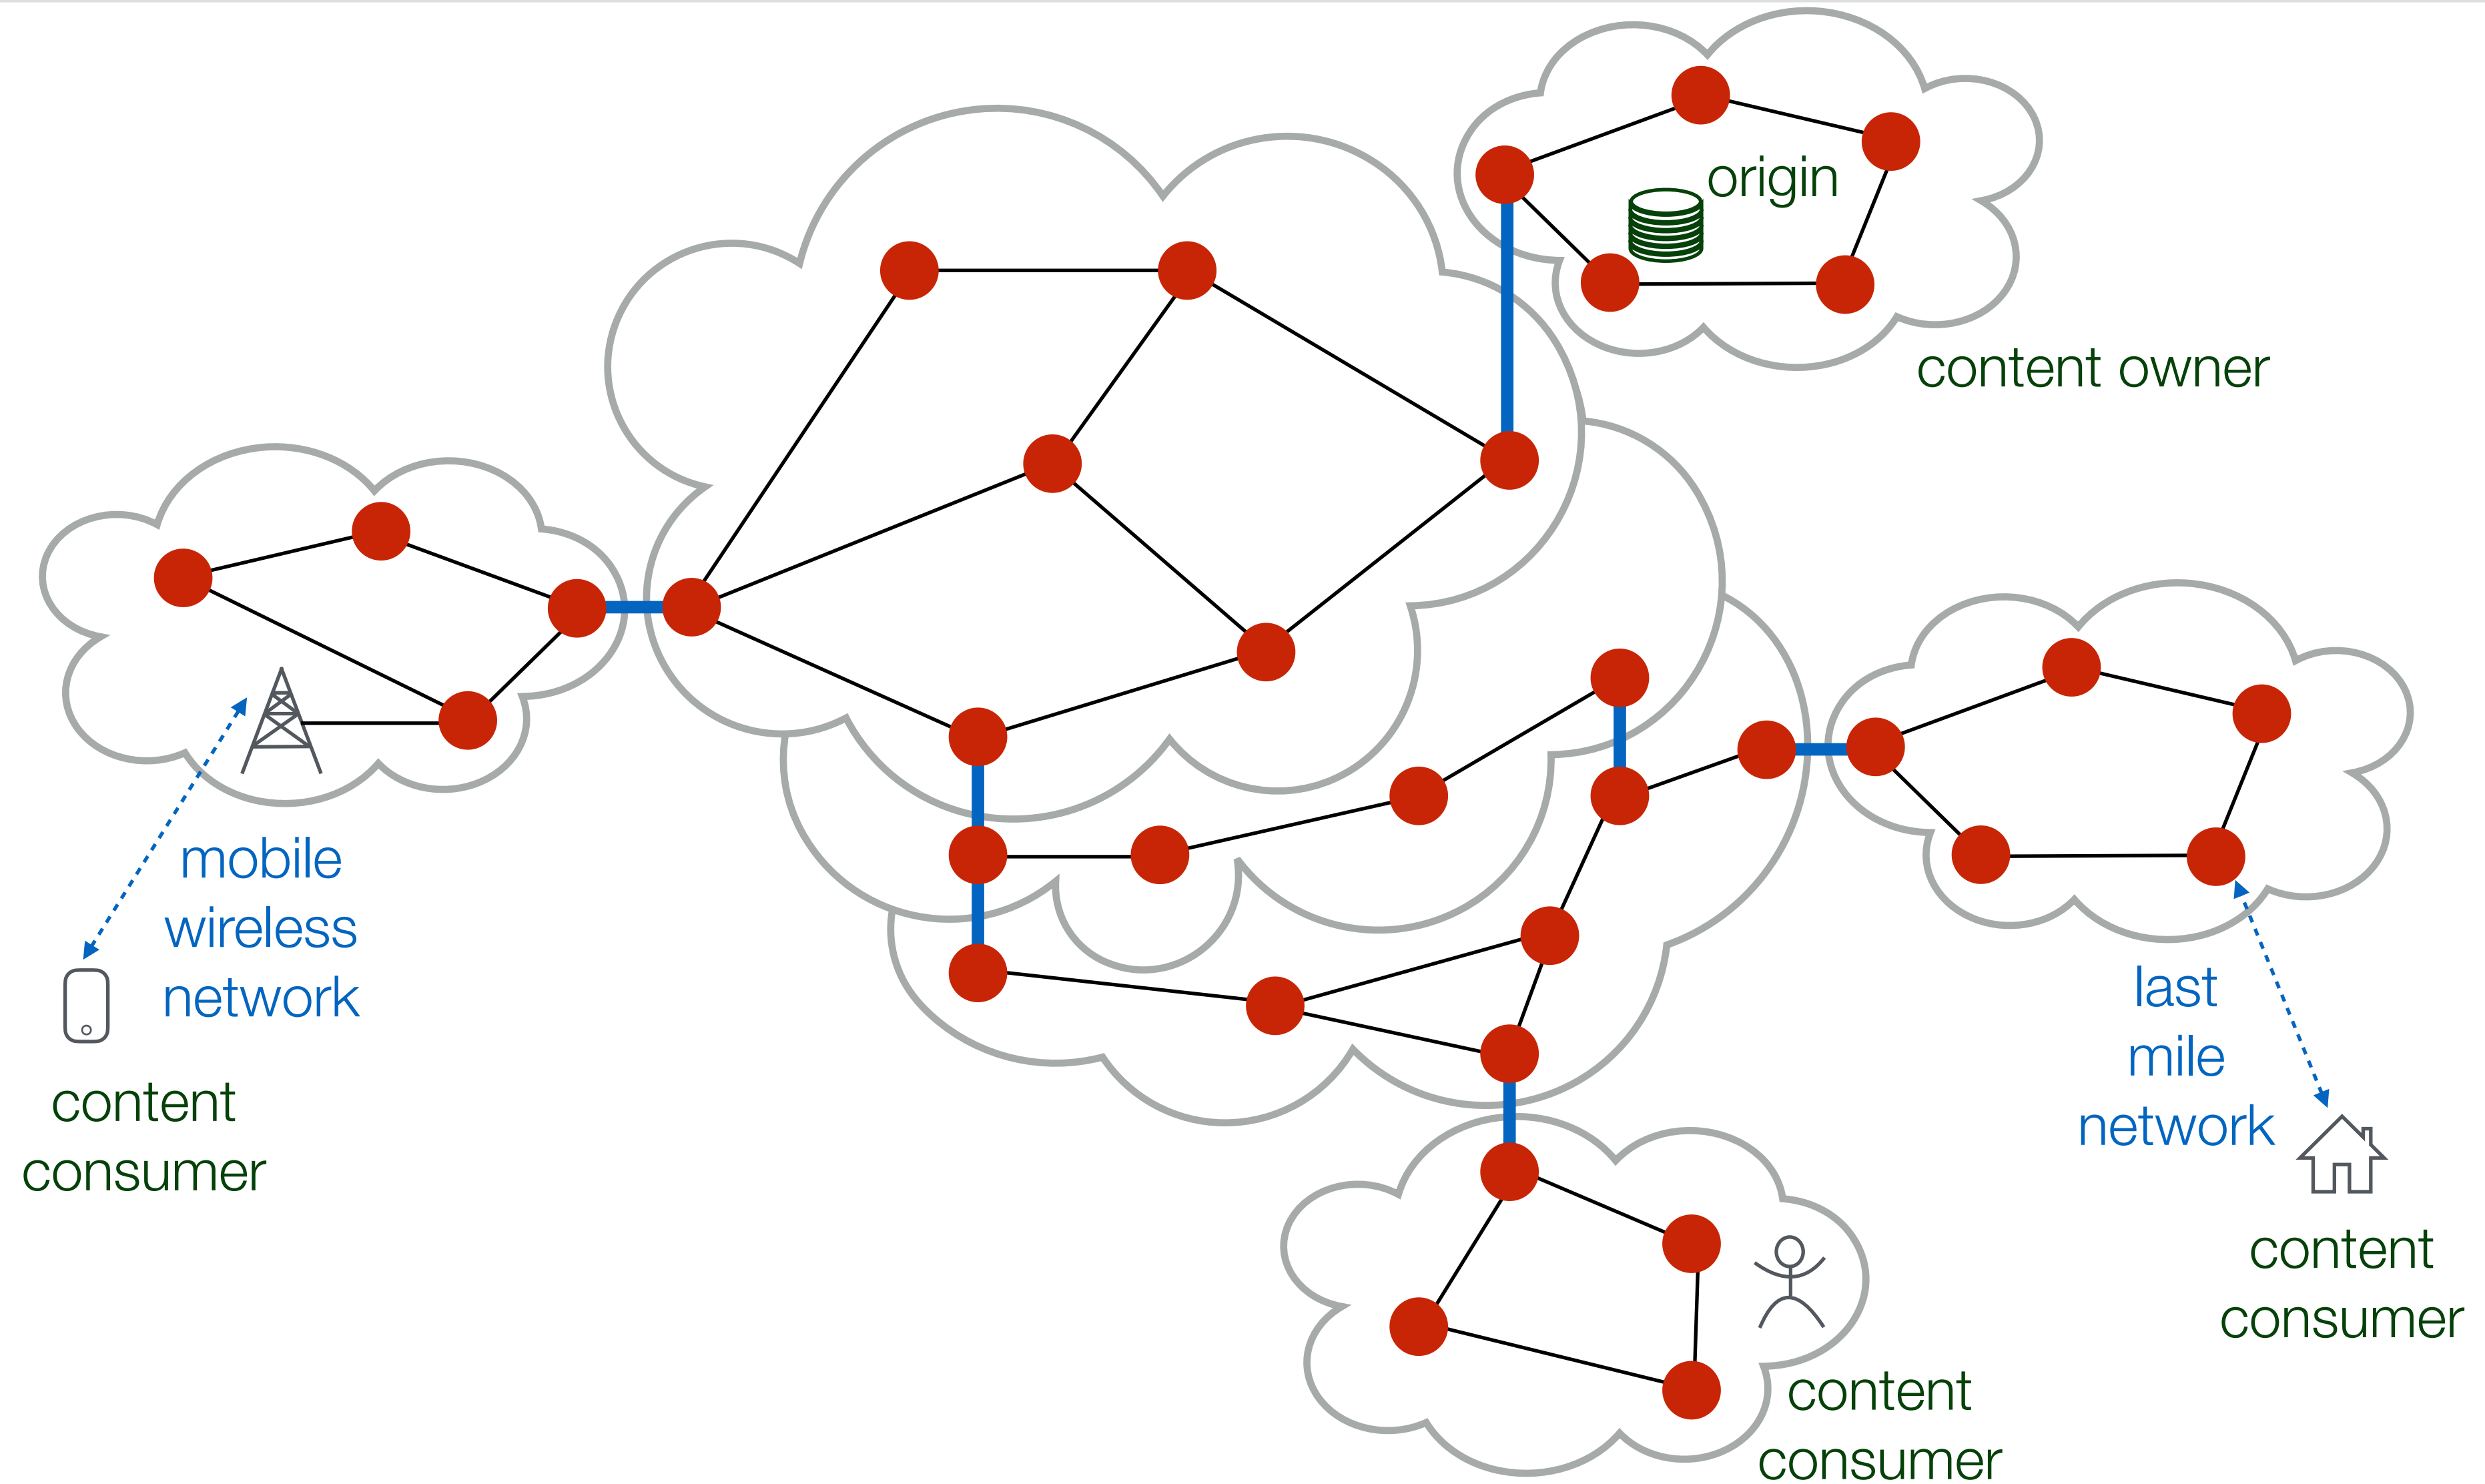 origin
content owner
mobile
wireless
network
content
consumer
last
mile
network
content
consumer
content
consumer